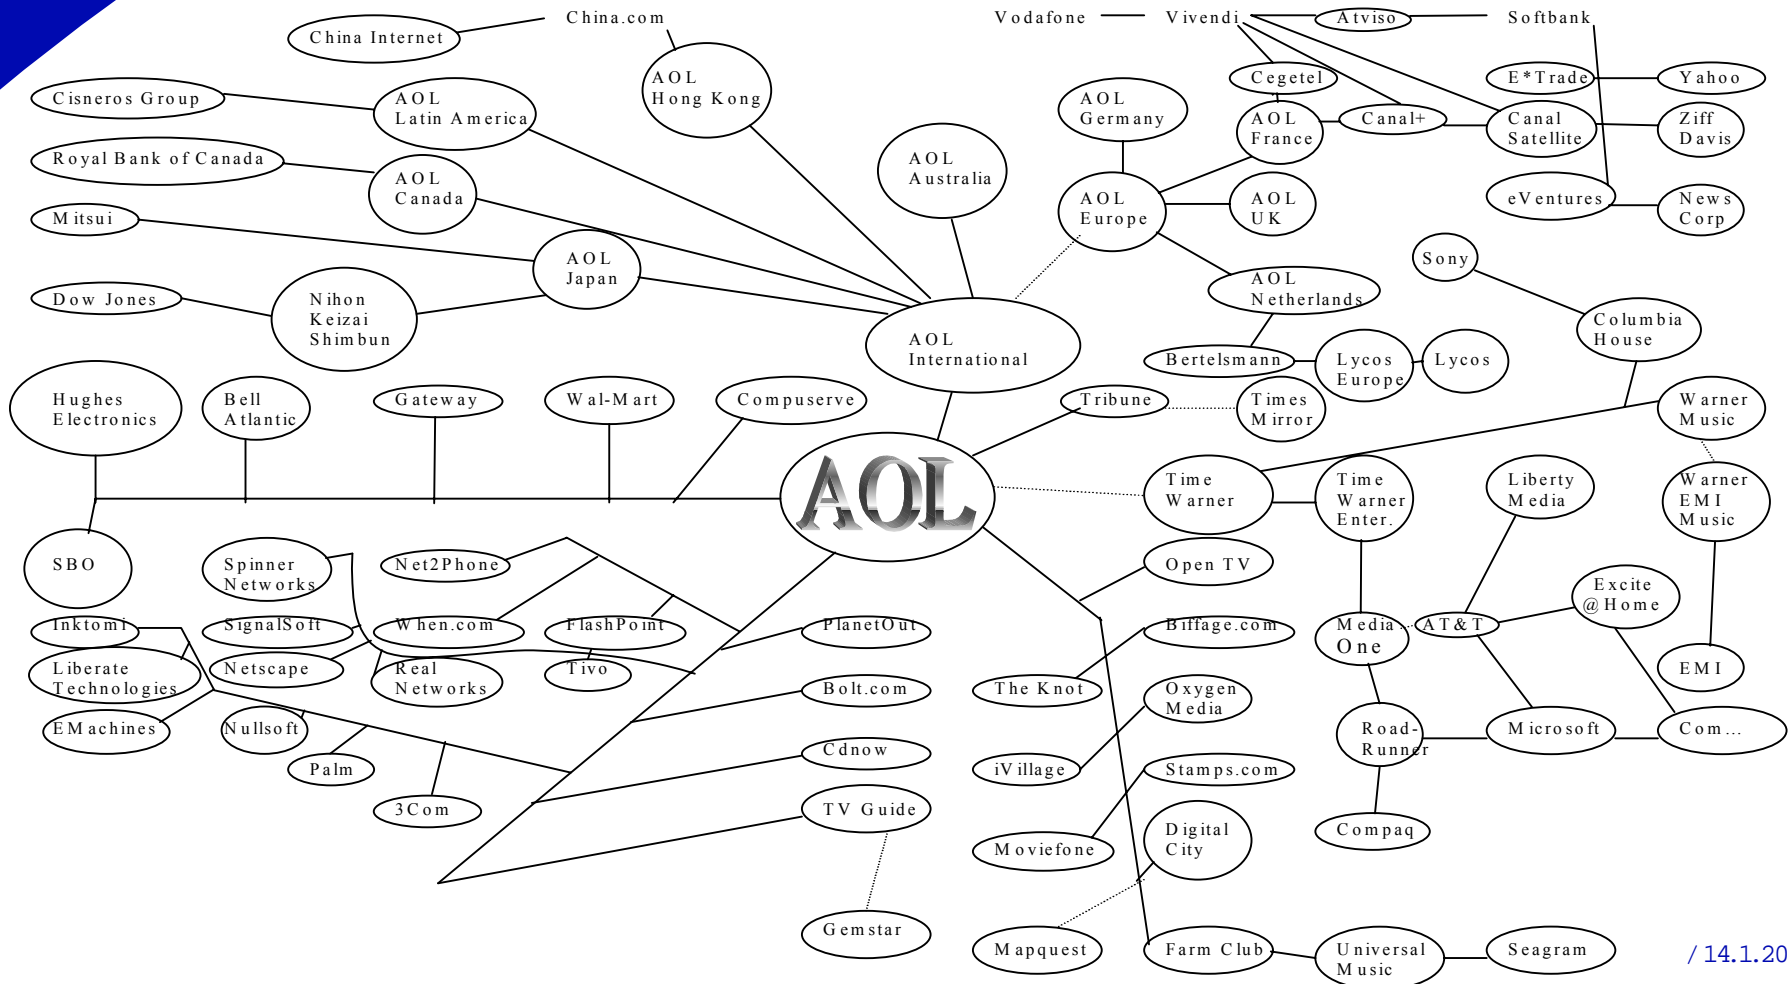 China.com
Vodafone
Vivendi
Atviso
Softbank
China Internet
AOL
Hong Kong
Cegetel
E*Trade
Yahoo
Cisneros Group
AOL
Latin America
AOL
Germany
AOL
France
Canal+
Canal
Satellite
Ziff
Davis
Royal Bank of Canada
AOL
Canada
AOL
Australia
AOL
Europe
AOL
UK
eVentures
News
Corp
Mitsui
AOL
Japan
Sony
Dow Jones
Nihon
Keizai
Shimbun
AOL
Netherlands
Columbia
House
AOL
International
Bertelsmann
Lycos
Europe
Lycos
Hughes
Electronics
Bell
Atlantic
Gateway
Wal-Mart
Compuserve
Tribune
Times
Mirror
Warner
Music
AOL
Time
Warner
Time
Warner
Enter.
Liberty
Media
Warner
EMI
Music
SBO
Spinner
Networks
Net2Phone
Open TV
Excite
@Home
Inktomi
SignalSoft
When.com
FlashPoint
PlanetOut
Biffage.com
Media
One
AT&T
Liberate
Technologies
Netscape
Real
Networks
Tivo
Bolt.com
The Knot
Oxygen
Media
EMI
EMachines
Nullsoft
Palm
Cdnow
iVillage
Stamps.com
Road-
Runner
Microsoft
Com...
3Com
TV Guide
Moviefone
Digital
City
Compaq
Gemstar
Mapquest
Farm Club
Universal
Music
Seagram
/ 14.1.20